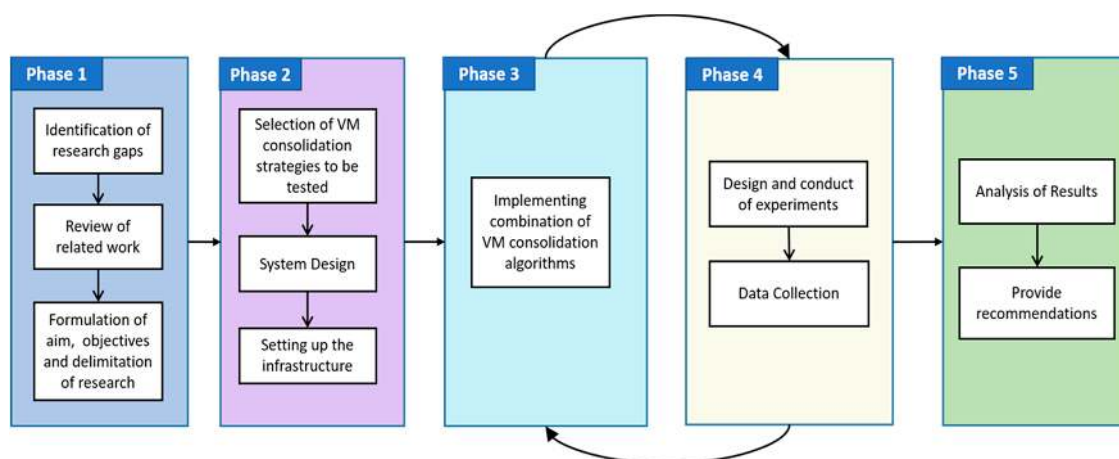 Phase 1
Identification of
research gaps
Review of
related work
Formulation of
aim, objectives
and delimitation
of research
Phase 2
Selection of VM
consolidation
strategies to be
tested
System Design
Setting up the
infrastructure
Phase 3
Implementing
combination of
VM consolidation
algorithms
Phase 4
Design and conduct
of experiments
Data Collection
Phase 5
Analysis of Results
Provide
recommendations